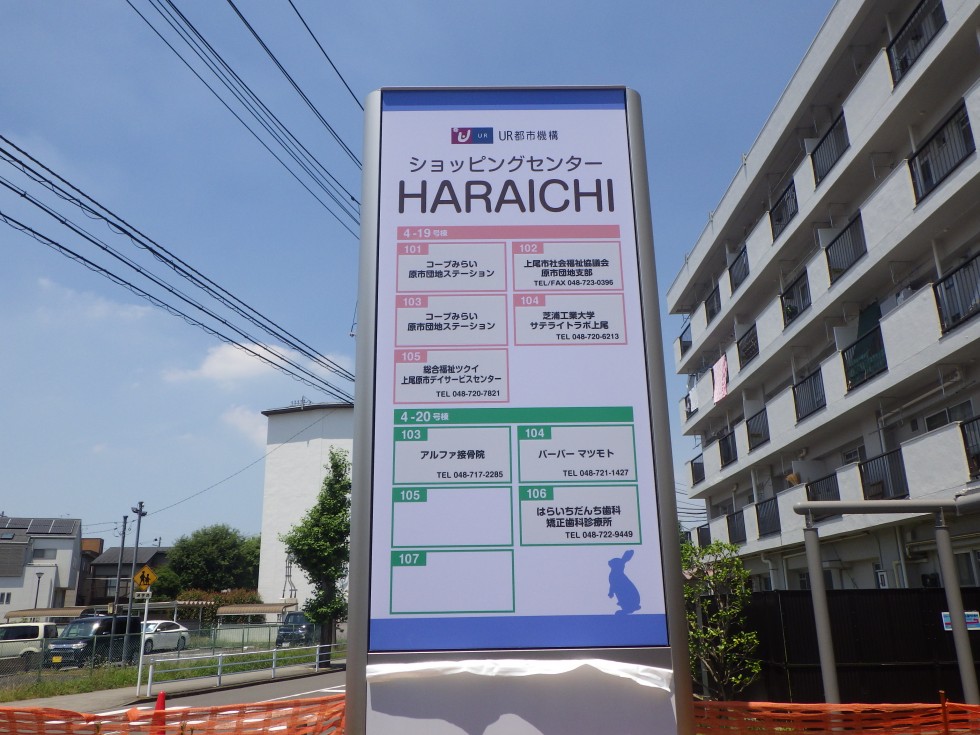 UR UR都市機構
ショッピングセンター
HARAICHI
4-19号棟
101
コープみらい
原市団地ステーション
102
上尾市社会福祉協議会
原市団地支部
TEL/FAX 048-723-0396
103
コープみらい
原市団地ステーション
104
芝浦工業大学
サテライトラボ上尾
TEL 048-720-6213
105
総合福祉ツクイ
上尾原市デイサービスセンター
TEL 048-720-7821
4-20号棟
103
アルファ接骨院
TEL 048-717-2285
104
バーバー マツモト
TEL 048-721-1427
105
106
はらいちだんち歯科
矯正歯科診療所
TEL 048-722-9449
107